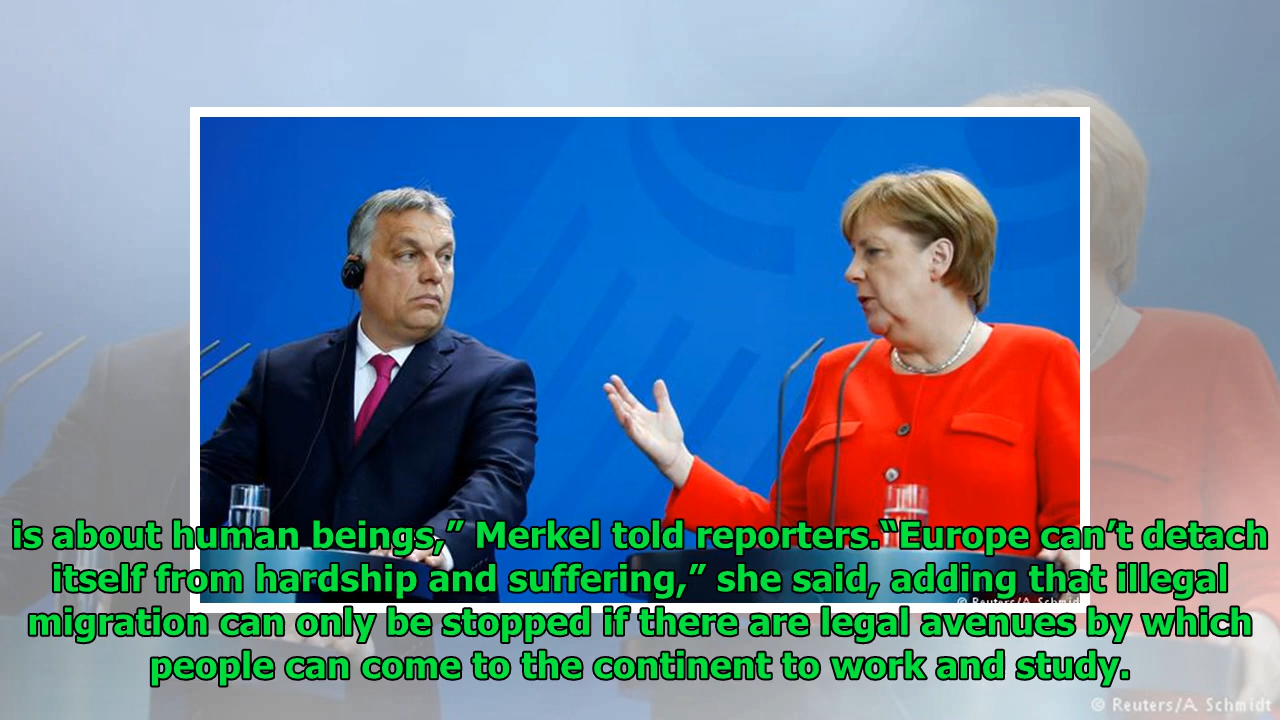 is about human beings,” Merkel told reporters.“Europe can’t detach
itself from hardship and suffering,” she said, adding that illegal
migration can only be stopped if there are legal avenues by which
people can come to the continent to work and study.
© Reuters/A. Schmid
© Reuters/A. Schmidt